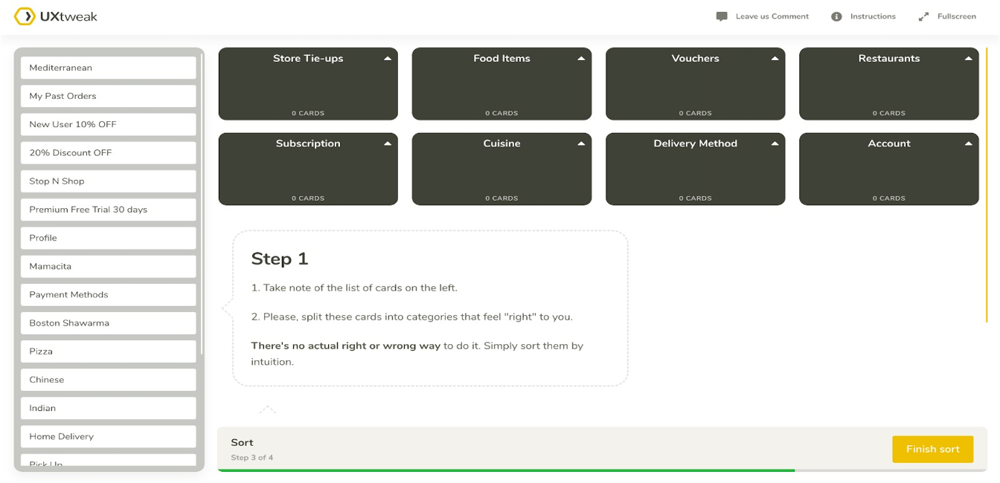 UXtweak
Leave us Comment
Instructions
Fullscreen
Mediterranean
My Past Orders
New User 10% OFF
20% Discount OFF
Stop N Shop
Premium Free Trial 30 days
Profile
Mamacita
Payment Methods
Boston Shawarma
Pizza
Chinese
Indian
Home Delivery
Pick Up
Store Tie-ups
0 CARDS
Food Items
0 CARDS
Vouchers
0 CARDS
Restaurants
0 CARDS
Subscription
0 CARDS
Cuisine
0 CARDS
Delivery Method
0 CARDS
Account
0 CARDS
Step 1
1. Take note of the list of cards on the left.
2. Please, split these cards into categories that feel "right" to you.
There's no actual right or wrong way to do it. Simply sort them by
intuition.
Sort
Step 3 of 4
Finish sort